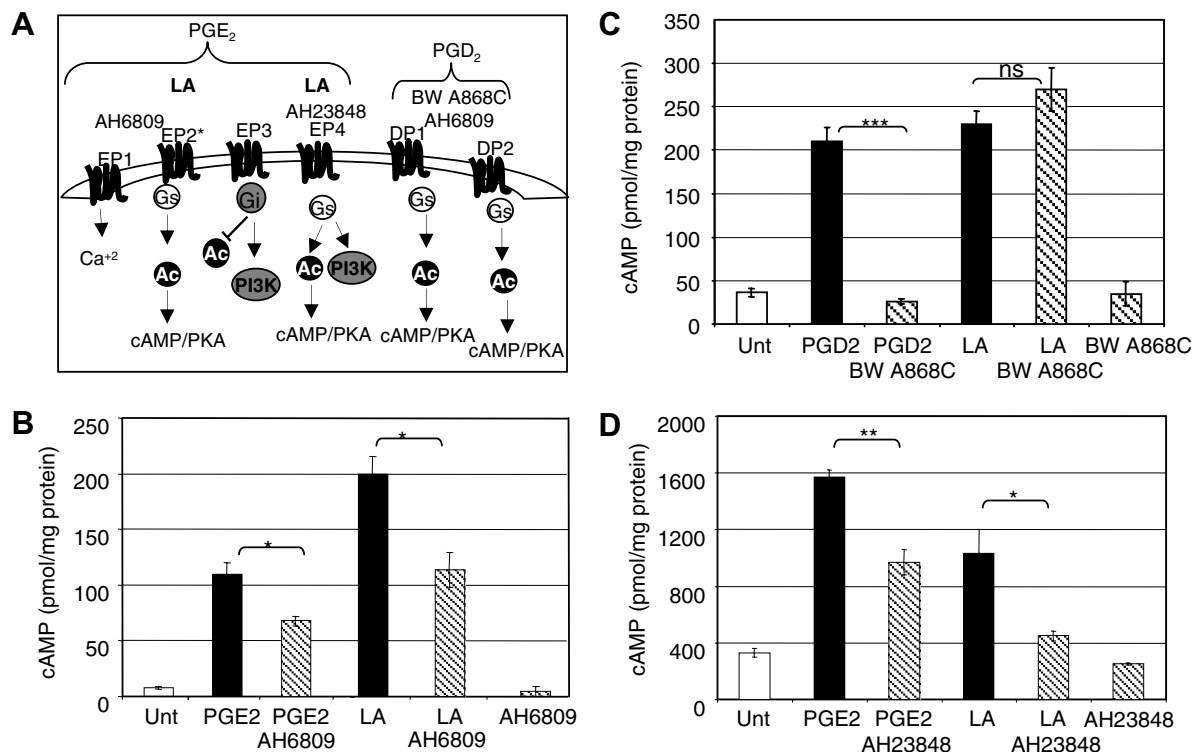 A
PGE2
PGD2
LA
LA
BW A868C
AH6809
AH23848
AH6809
EP1
EP2*
EP3
EP4
DP1
DP2
Gs
Gi
Gs
Gs
Gs
Ca+2
Ac
Ac
Ac
Ac
Ac
PI3K
PI3K
cAMP/PKA
cAMP/PKA
cAMP/PKA
cAMP/PKA
C
cAMP (pmol/mg protein)
350
300
250
200
150
100
50
0
***
ns
Unt
PGD2
PGD2
BW A868C
LA
LA
BW A868C
BW A868C
B
cAMP (pmol/mg protein)
250
200
150
100
50
0
*
*
Unt
PGE2
PGE2
AH6809
LA
LA
AH6809
AH6809
D
cAMP (pmol/mg protein)
2000
1600
1200
800
400
0
**
*
Unt
PGE2
PGE2
AH23848
LA
LA
AH23848
AH23848